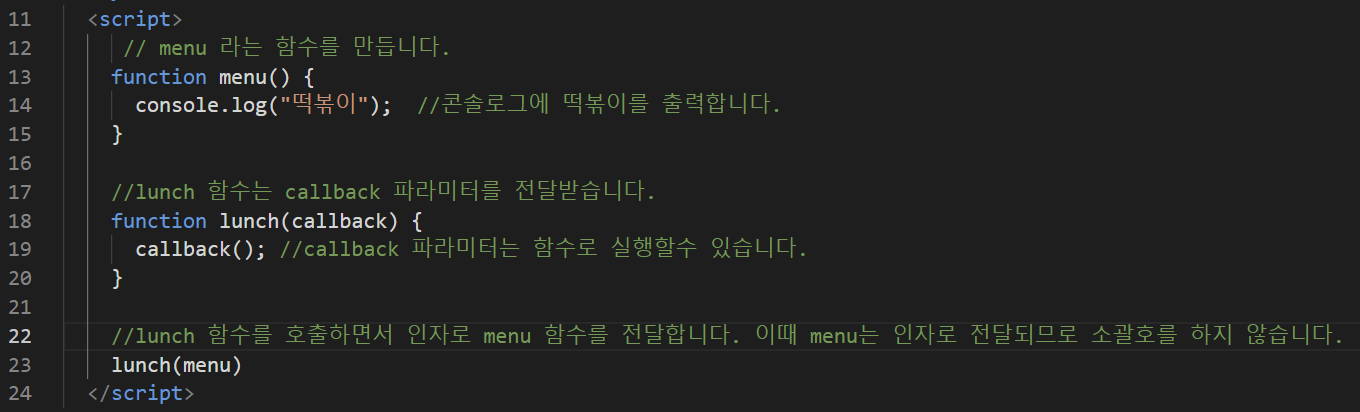 11 <script>
12 // menu 라는 함수를 만듭니다.
13 function menu() {
14 console.log("떡볶이"); //콘솔로그에 떡볶이를 출력합니다.
15 }
16
17 //lunch 함수는 callback 파라미터를 전달받습니다.
18 function lunch(callback) {
19 callback(); //callback 파라미터는 함수로 실행할수 있습니다.
20 }
21
22 //lunch 함수를 호출하면서 인자로 menu 함수를 전달합니다. 이때 menu는 인자로 전달되므로 소괄호를 하지 않습니다.
23 lunch(menu)
24 </script>